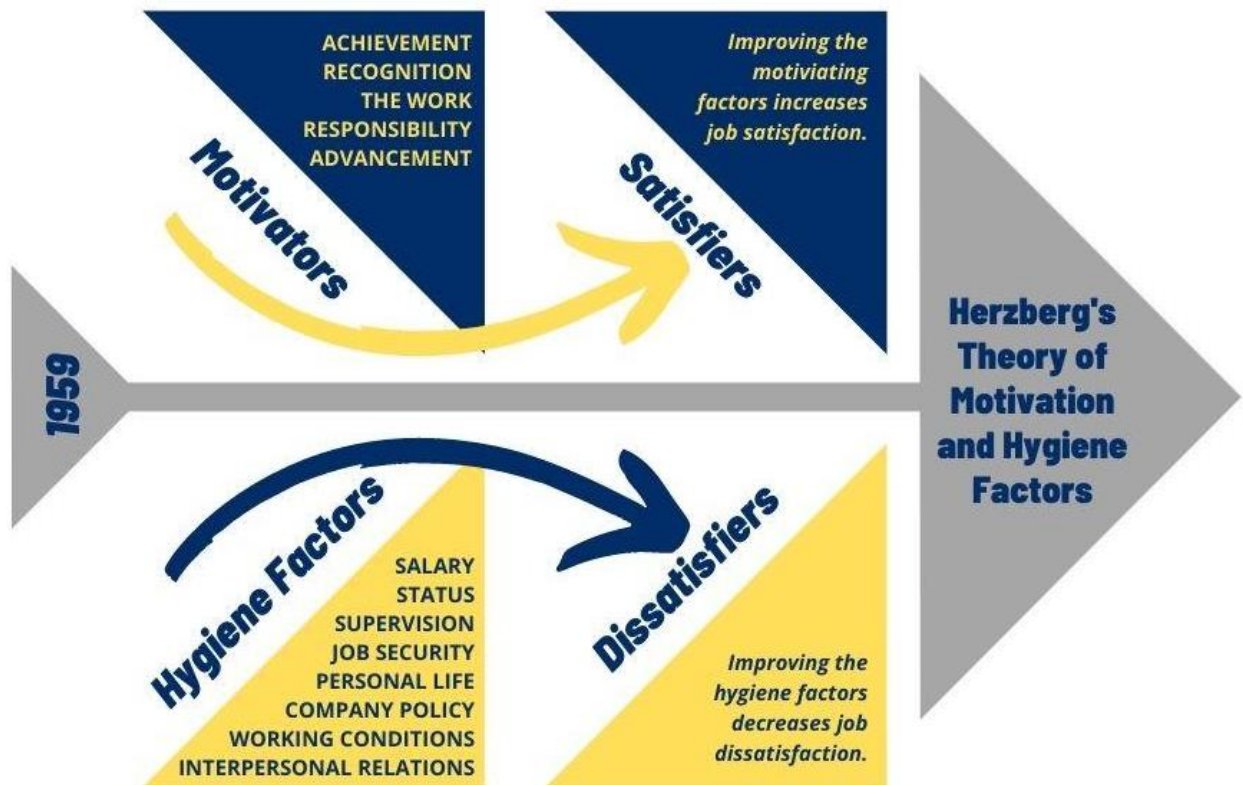 1959
Motivators
ACHIEVEMENT
RECOGNITION
THE WORK
RESPONSIBILITY
ADVANCEMENT
Satisfiers
Improving the
motiviating
factors increases
job satisfaction.
Hygiene Factors
SALARY
STATUS
SUPERVISION
JOB SECURITY
PERSONAL LIFE
COMPANY POLICY
WORKING CONDITIONS
INTERPERSONAL RELATIONS
Dissatisfiers
Improving the
hygiene factors
decreases job
dissatisfaction.
Herzberg's
Theory of
Motivation
and Hygiene
Factors